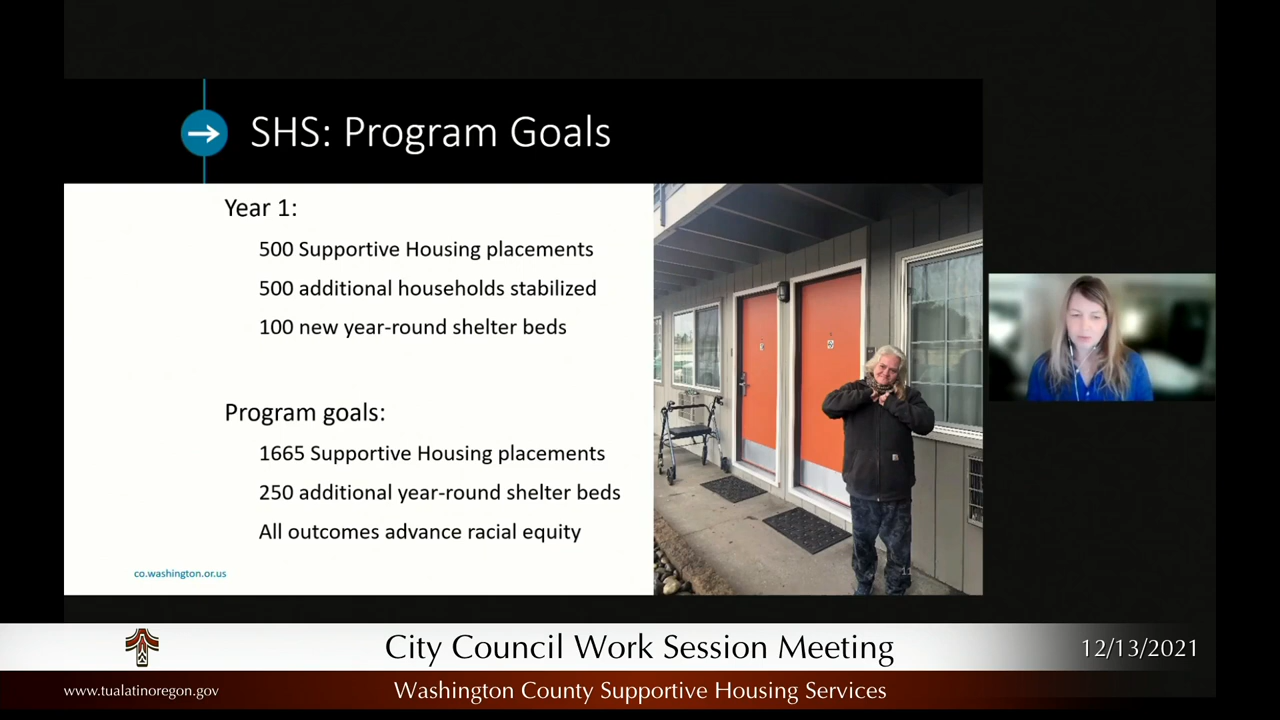 SHS: Program Goals
Year 1:
500 Supportive Housing placements
500 additional households stabilized
100 new year-round shelter beds
Program goals:
1665 Supportive Housing placements
250 additional year-round shelter beds
All outcomes advance racial equity
co.washington.or.us
11
City Council Work Session Meeting
12/13/2021
www.tualatinoregon.gov
Washington County Supportive Housing Services